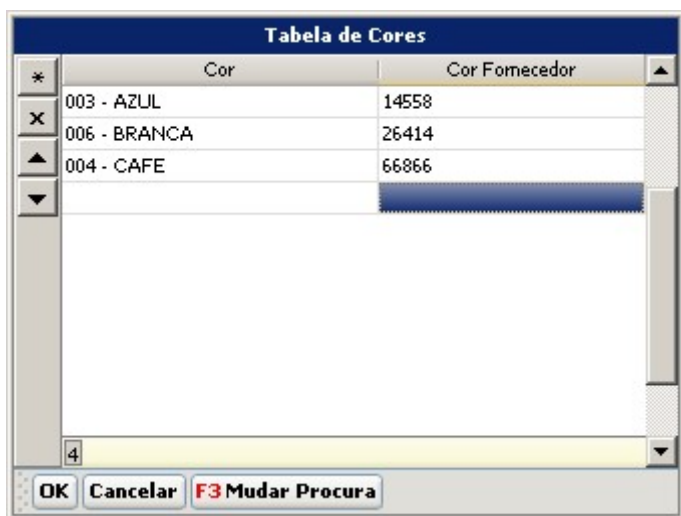 Tabela de Cores
Cor Cor Fornecedor
003 - AZUL 14558
006 - BRANCA 26414
004 - CAFE 66866
4
OK Cancelar F3 Mudar Procura